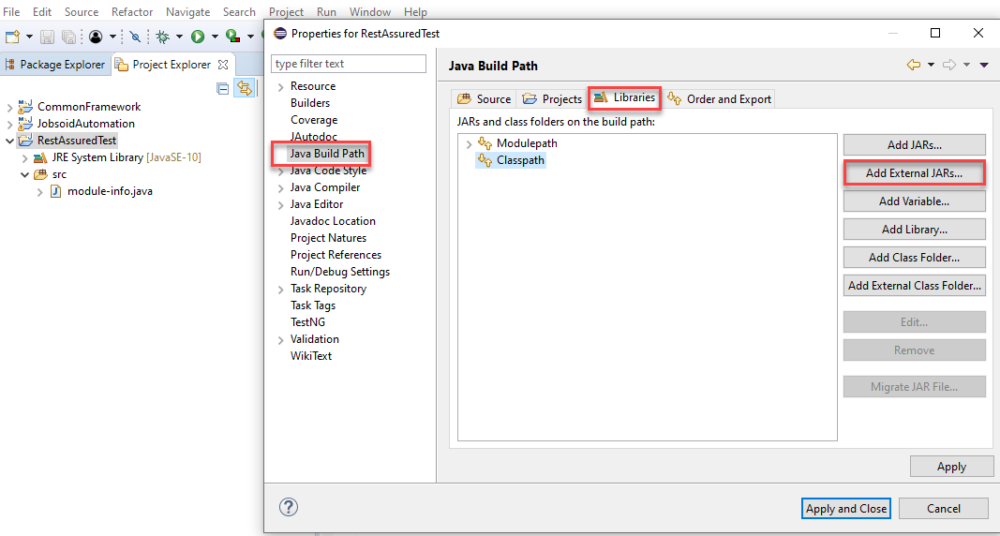 File Edit Source Refactor Navigate Search Project Run Window Help
Package Explorer Project Explorer
CommonFramework
JobsoidAutomation
RestAssuredTest
JRE System Library [JavaSE-10]
src
module-info.java
Properties for RestAssuredTest
type filter text
Resource
Builders
Coverage
JAutodoc
Java Build Path
Java Code Style
Java Compiler
Java Editor
Javadoc Location
Project Natures
Project References
Run/Debug Settings
Task Repository
Task Tags
TestNG
Validation
WikiText
Java Build Path
Source Projects Libraries Order and Export
JARs and class folders on the build path:
Modulepath
Classpath
Add JARs...
Add External JARs...
Add Variable...
Add Library...
Add Class Folder...
Add External Class Folder...
Edit...
Remove
Migrate JAR File...
Apply
Apply and Close Cancel